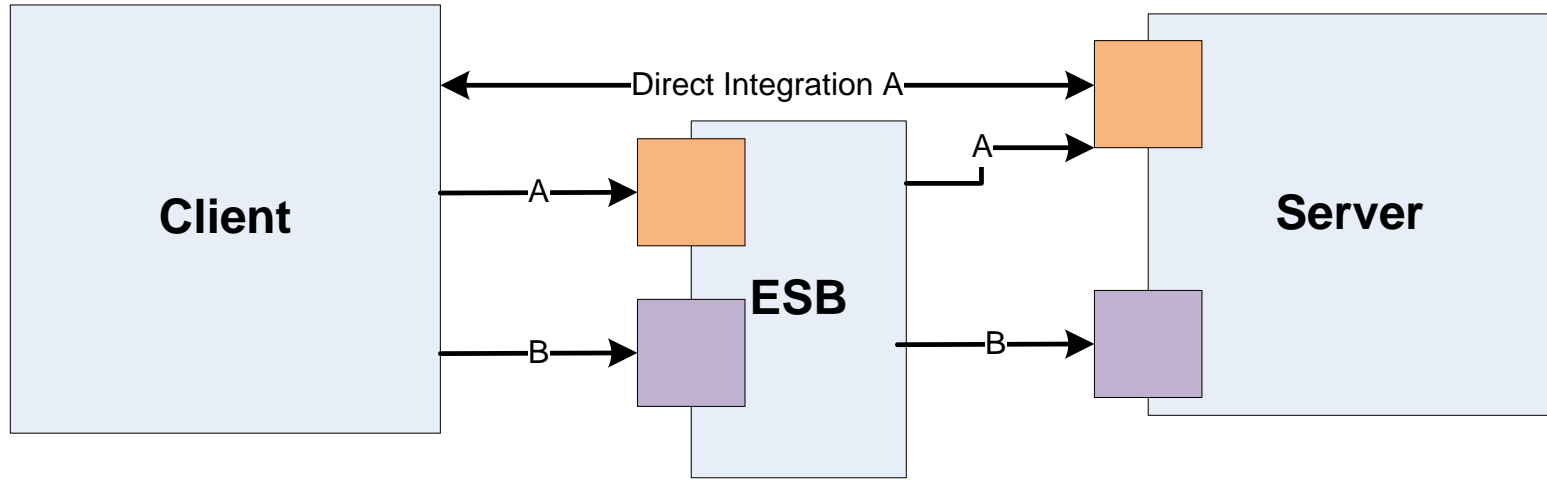 Direct Integration A
A
A
Client
Server
ESB
B
B